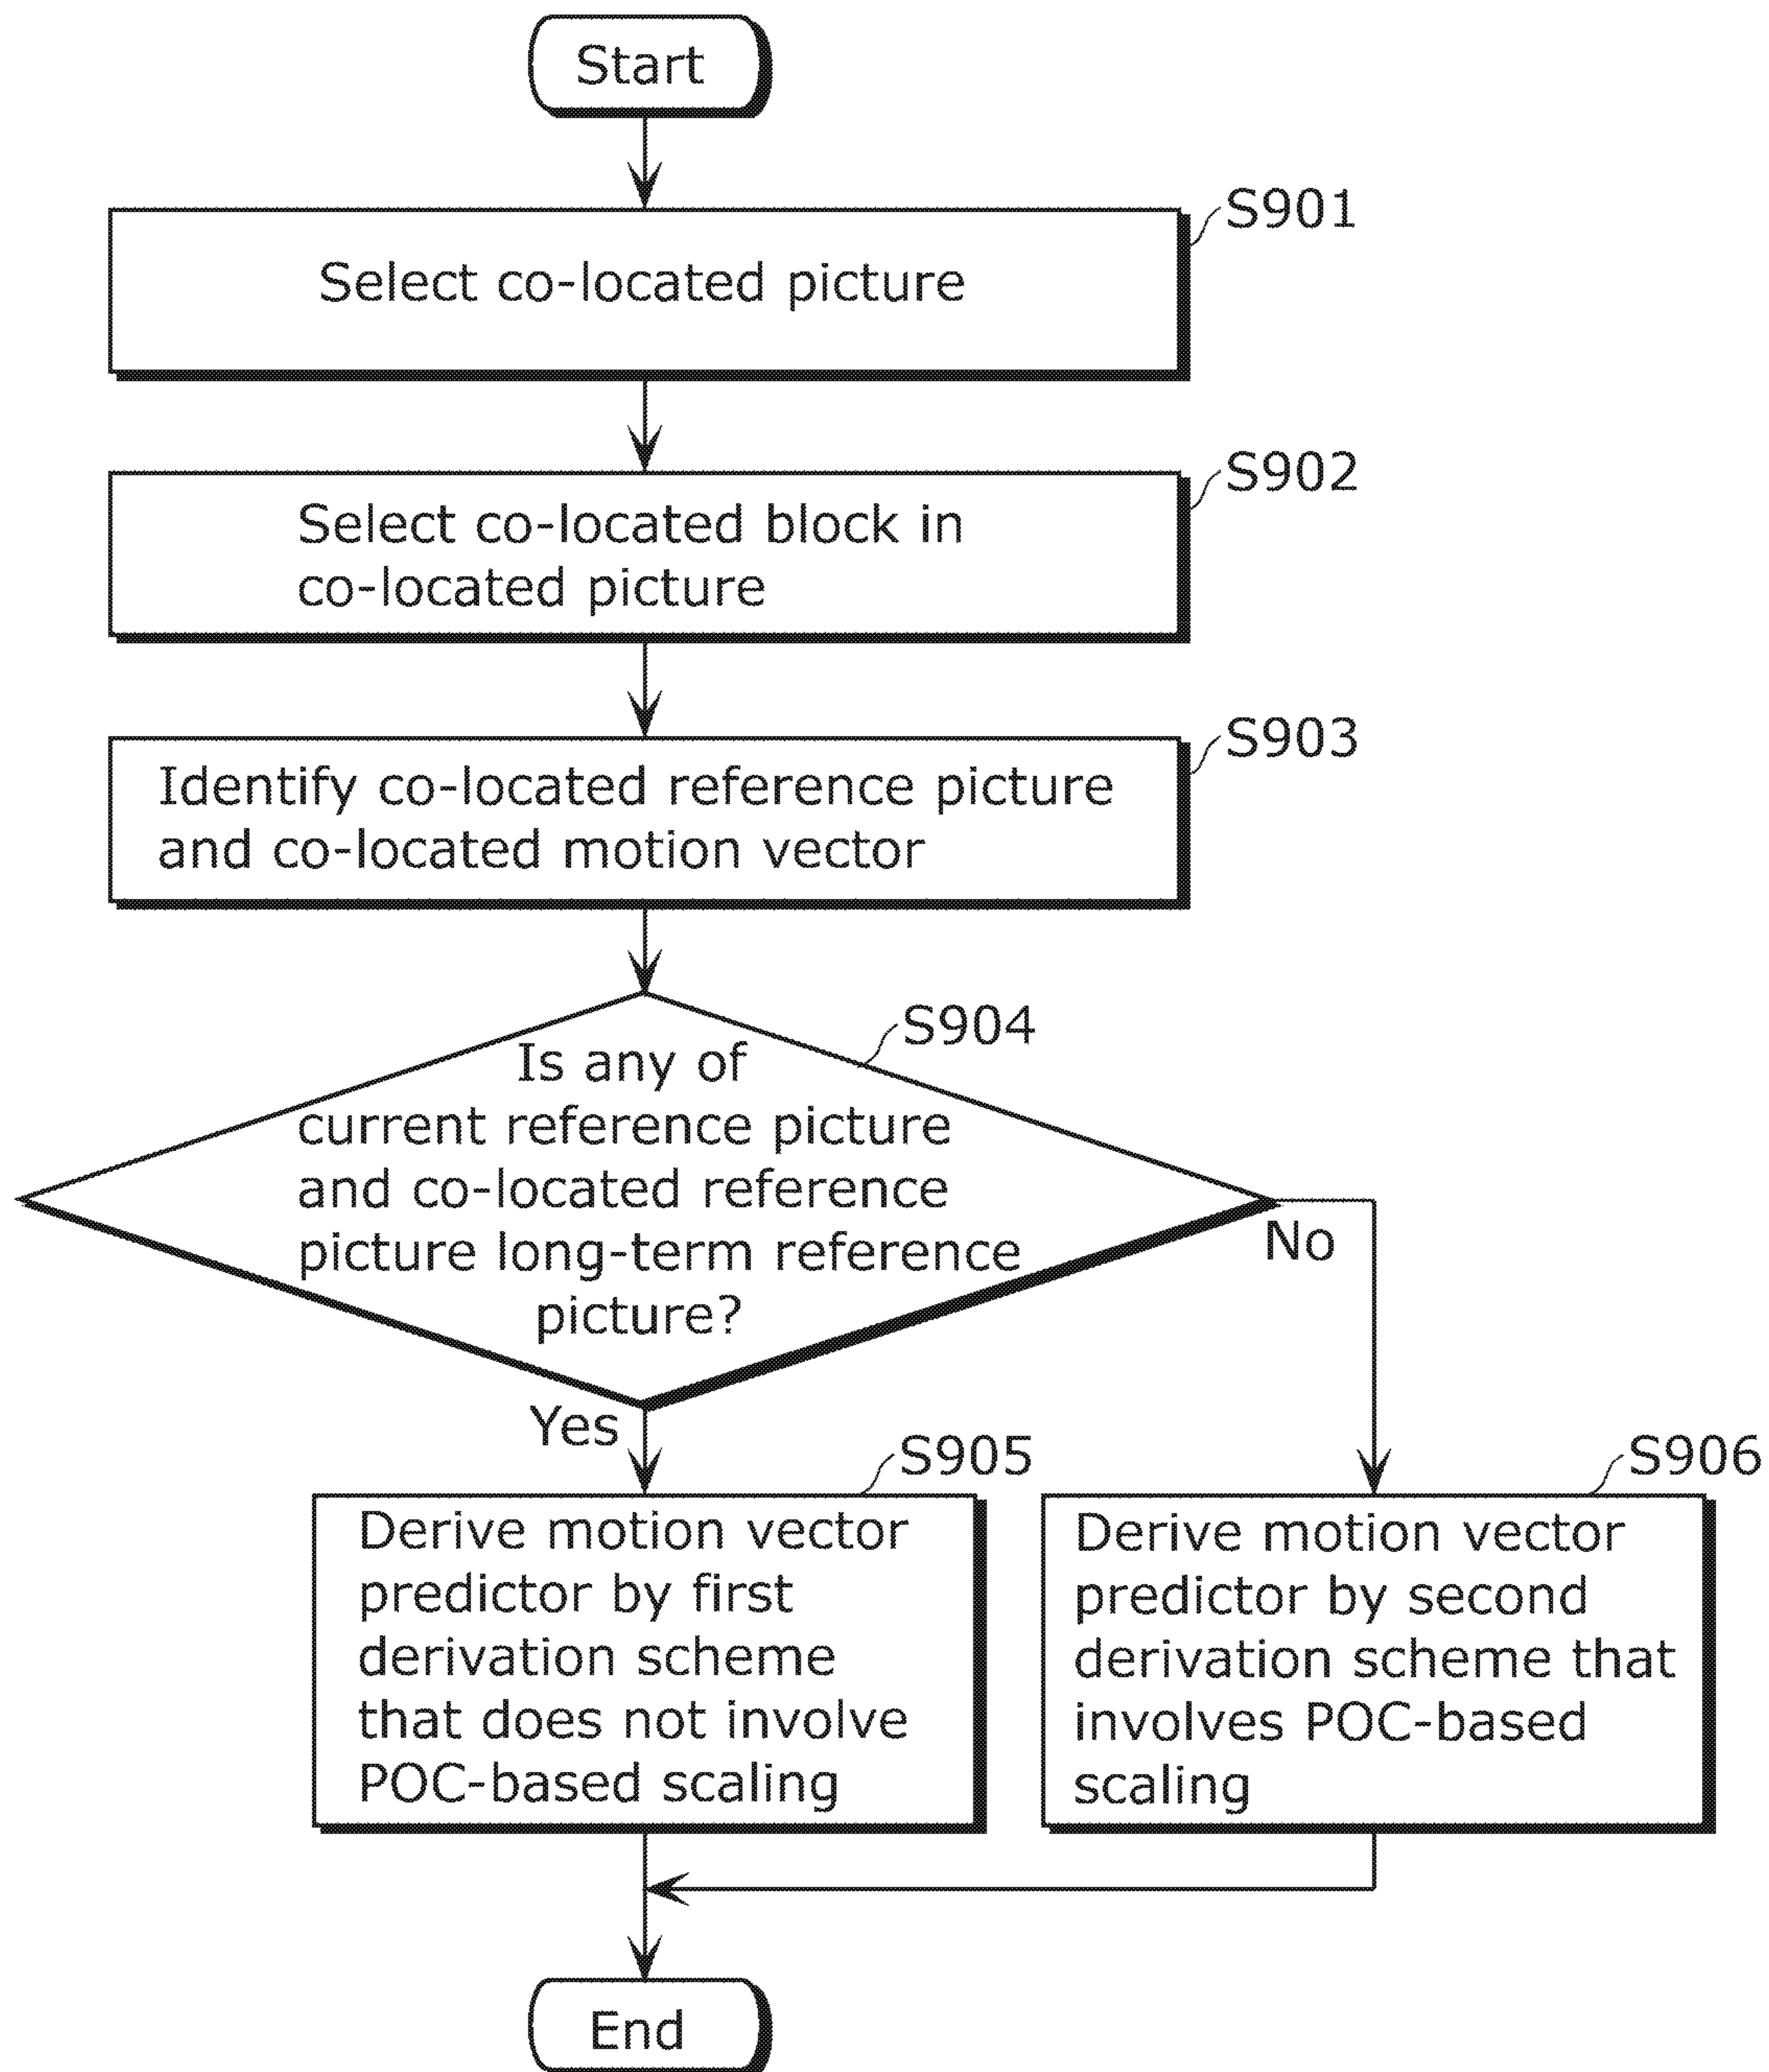 Start
S901
Select co-located picture
S902
Select co-located block in
co-located picture
S903
Identify co-located reference picture
and co-located motion vector
S904
Is any of
current reference picture
and co-located reference
picture long-term reference
picture?
No
Yes
S905
Derive motion vector
predictor by first
derivation scheme
that does not involve
POC-based scaling
S906
Derive motion vector
predictor by second
derivation scheme that
involves POC-based
scaling
End